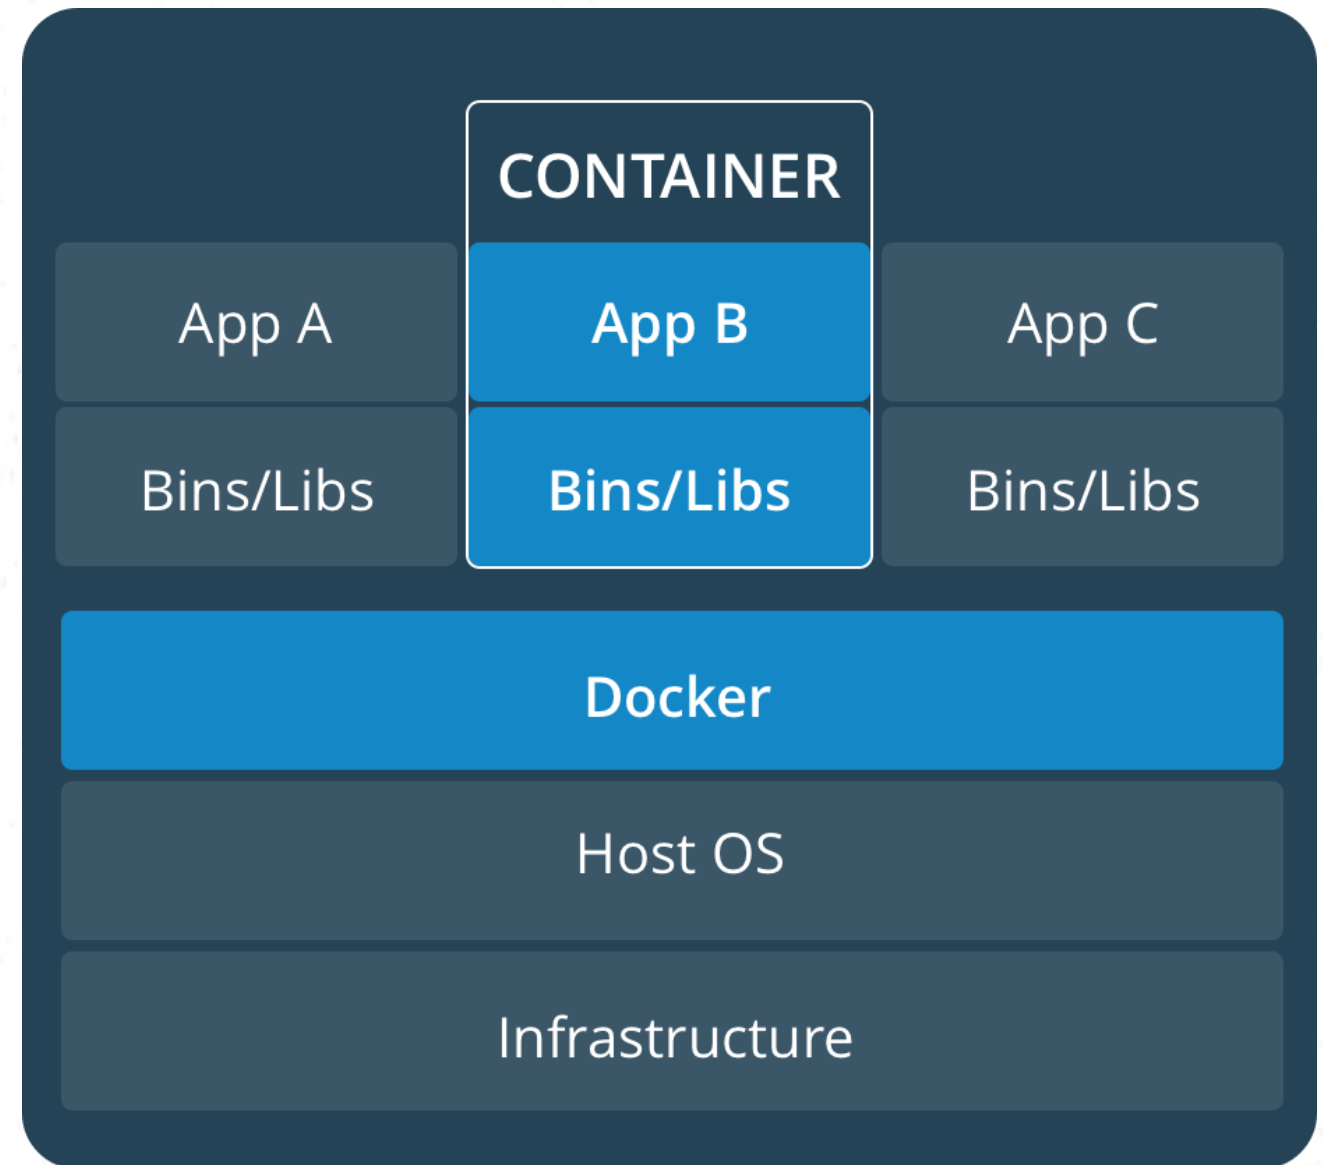 CONTAINER
App A
App B
App C
Bins/Libs
Bins/Libs
Bins/Libs
Docker
Host OS
Infrastructure